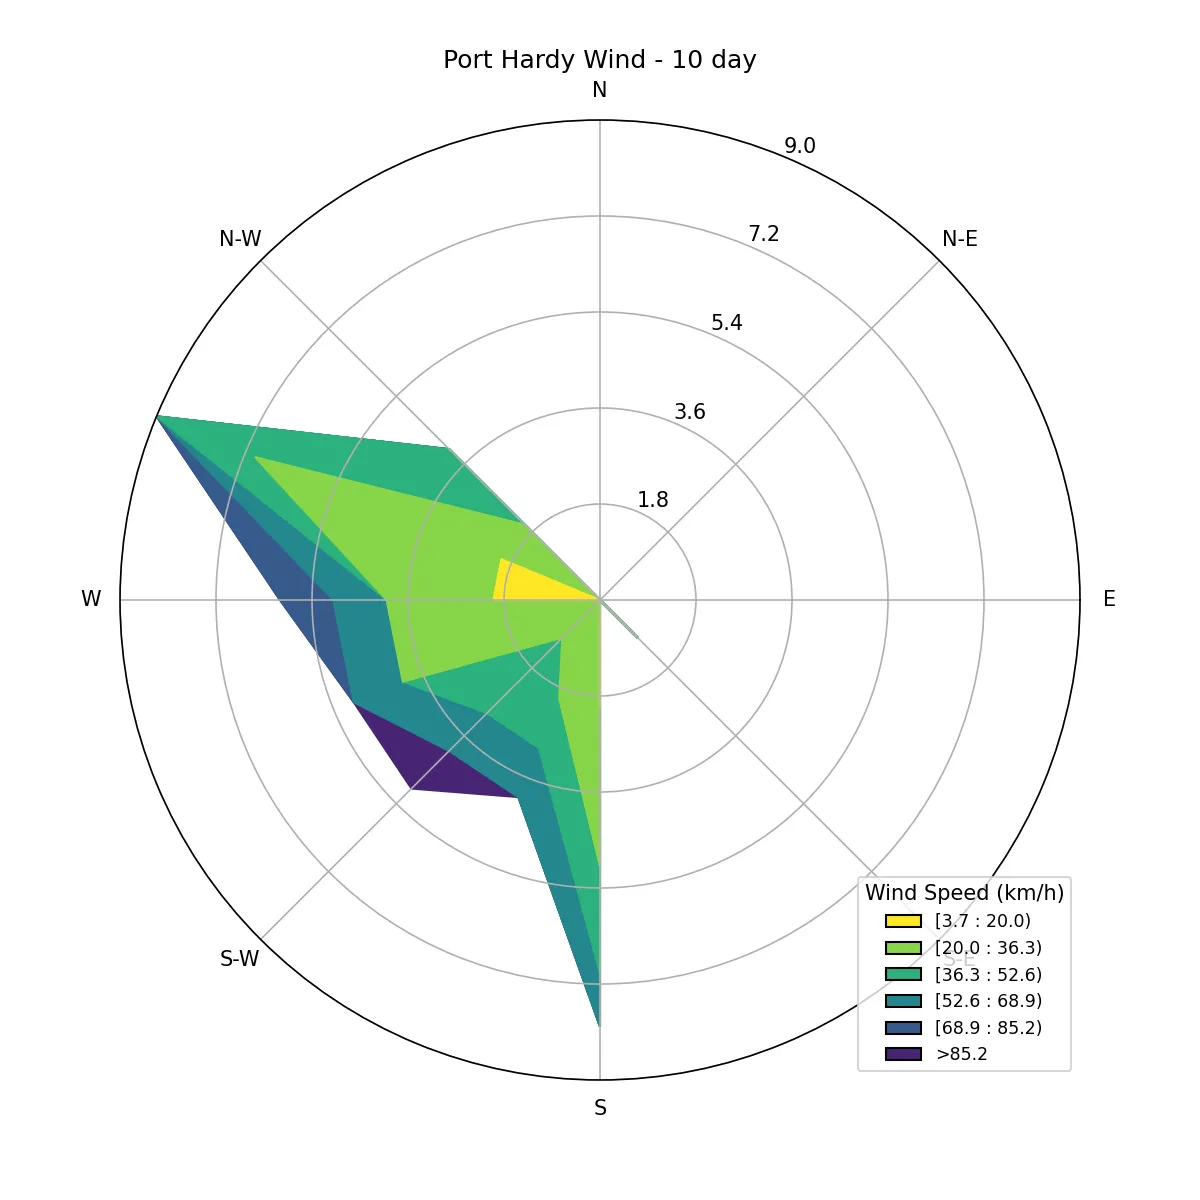 Port Hardy Wind - 10 day
N
9.0
7.2
N-W
N-E
5.4
3.6
1.8
W
E
Wind Speed (km/h)
[3.7 : 20.0)
[20.0 : 36.3)
S-W
S-E
[36.3 : 52.6)
[52.6 : 68.9)
[68.9 : 85.2)
>85.2
S